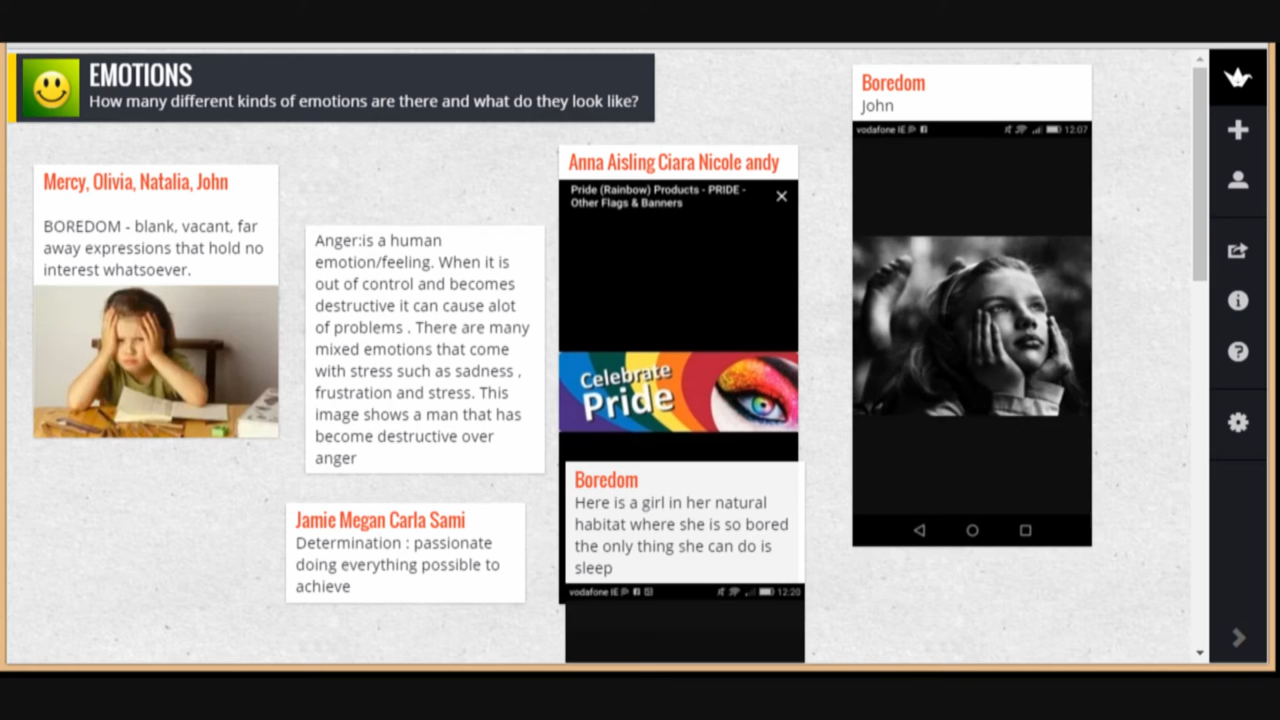 EMOTIONS
How many different kinds of emotions are there and what do they look like?
Mercy, Olivia, Natalia, John
BOREDOM - blank, vacant, far
away expressions that hold no
interest whatsoever.
Anger:is a human
emotion/feeling. When it is
out of control and becomes
destructive it can cause alot
of problems . There are many
mixed emotions that come
with stress such as sadness ,
frustration and stress. This
image shows a man that has
become destructive over
anger
Jamie Megan Carla Sami
Determination : passionate
doing everything possible to
achieve
Anna Aisling Ciara Nicole andy
Pride (Rainbow) Products - PRIDE -
Other Flags & Banners
Celebrate
Pride
Boredom
Here is a girl in her natural
habitat where she is so bored
the only thing she can do is
sleep
vodafone IE 12:20
Boredom
John
vodafone IE 12:07